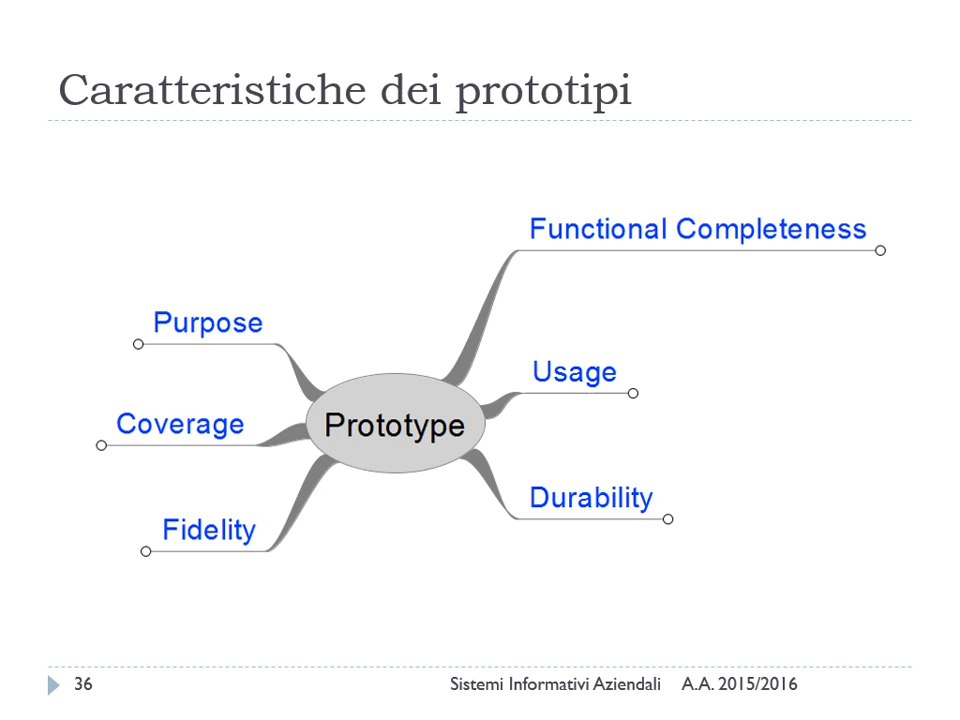 Caratteristiche dei prototipi
Functional Completeness
Purpose
Usage
Coverage
Prototype
Durability
Fidelity
36
Sistemi Informativi Aziendali A.A. 2015/2016